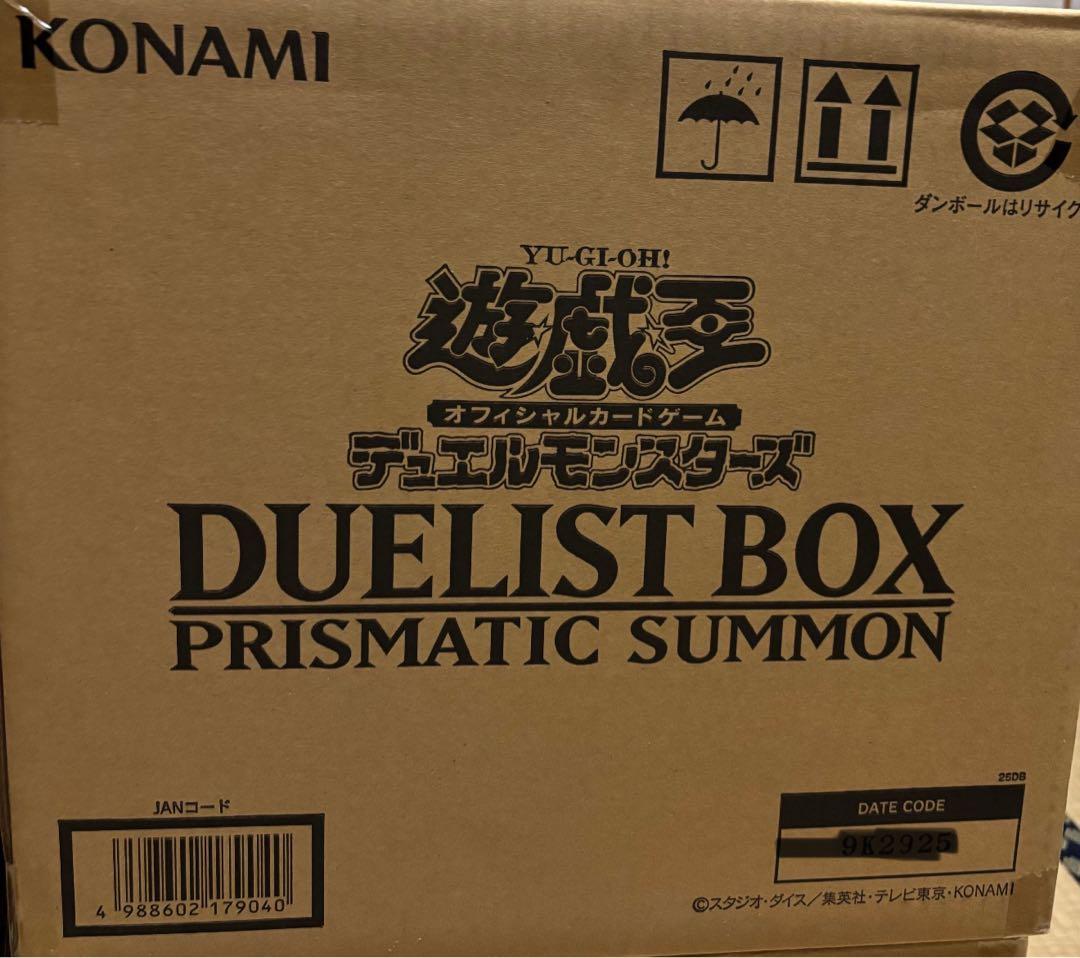 KONAMI
ダンボールはリサイク
YU-GI-OH!
遊戯王
オフィシャルカードゲーム
デュエルモンスターズ
DUELIST BOX
PRISMATIC SUMMON
25DB
JANコード
DATE CODE
9K2925
4 988602 179040
©スタジオ・ダイス／集英社・テレビ東京・KONAMI